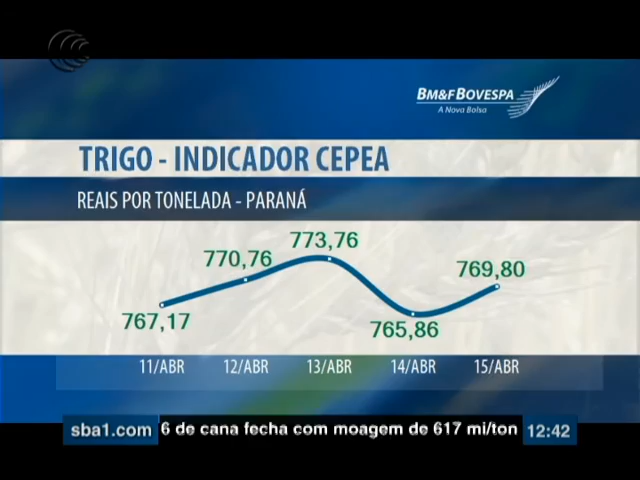 BM&FBOVESPA
A Nova Bolsa
TRIGO - INDICADOR CEPEA
REAIS POR TONELADA - PARANÁ
767,17
770,76
773,76
765,86
769,80
11/ABR 12/ABR 13/ABR 14/ABR 15/ABR
sba1.com 6 de cana fecha com moagem de 617 mi/ton 12:42